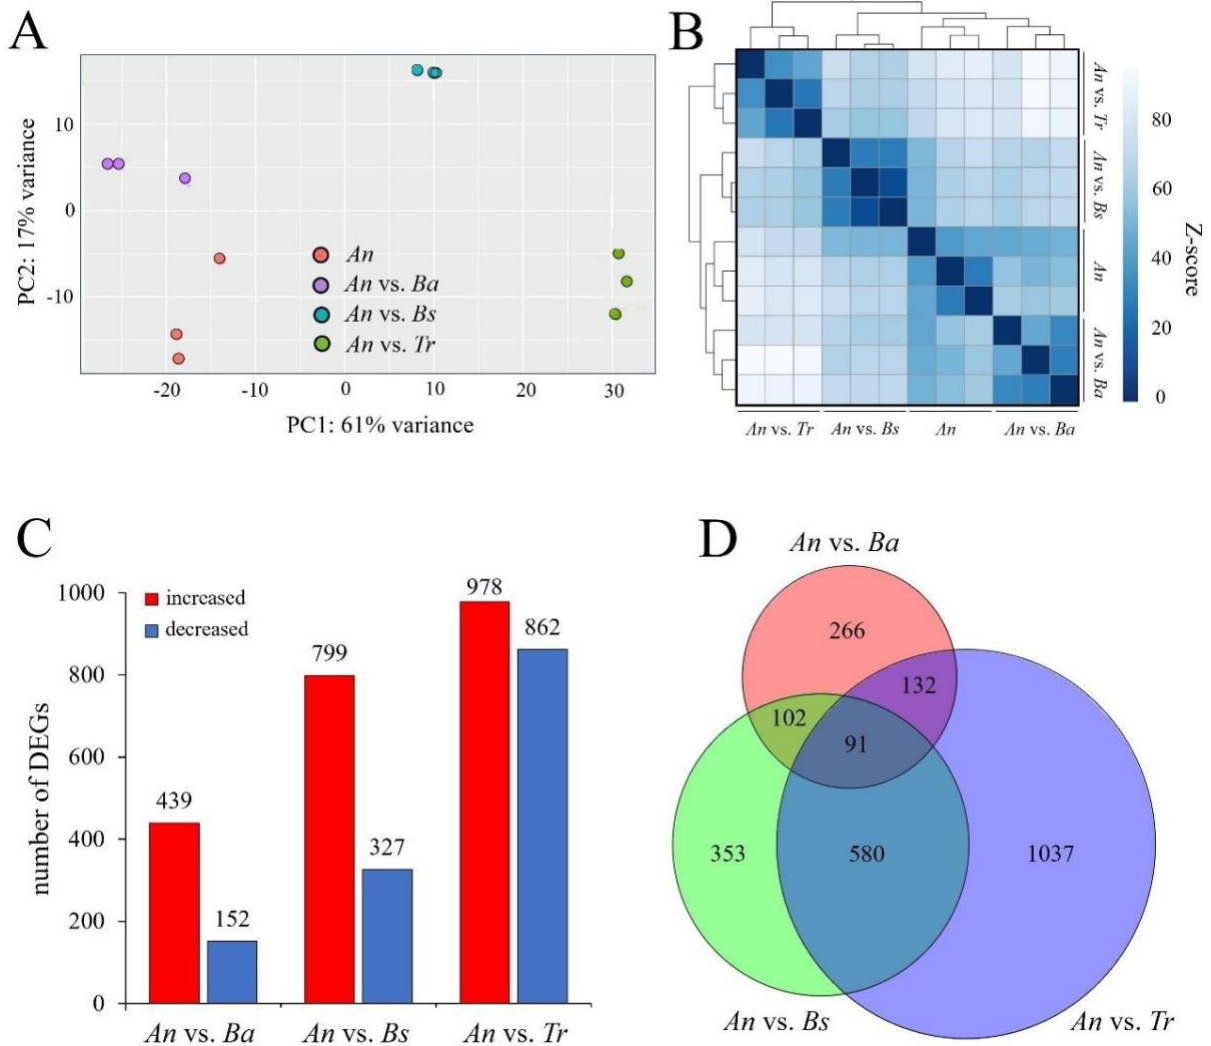 A
PC2: 17% variance
10
0
-10
An
An vs. Ba
An vs. Bs
An vs. Tr
-20
-10
0
10
20
30
PC1: 61% variance
B
An vs. Tr
An vs. Bs
An
An vs. Ba
80
60
40
20
0
Z-score
An vs. Tr
An vs. Bs
An
An vs. Ba
C
number of DEGs
1000
800
600
400
200
0
increased
decreased
439
152
799
327
978
862
An vs. Ba
An vs. Bs
An vs. Tr
D
An vs. Ba
266
132
102
91
353
580
1037
An vs. Bs
An vs. Tr